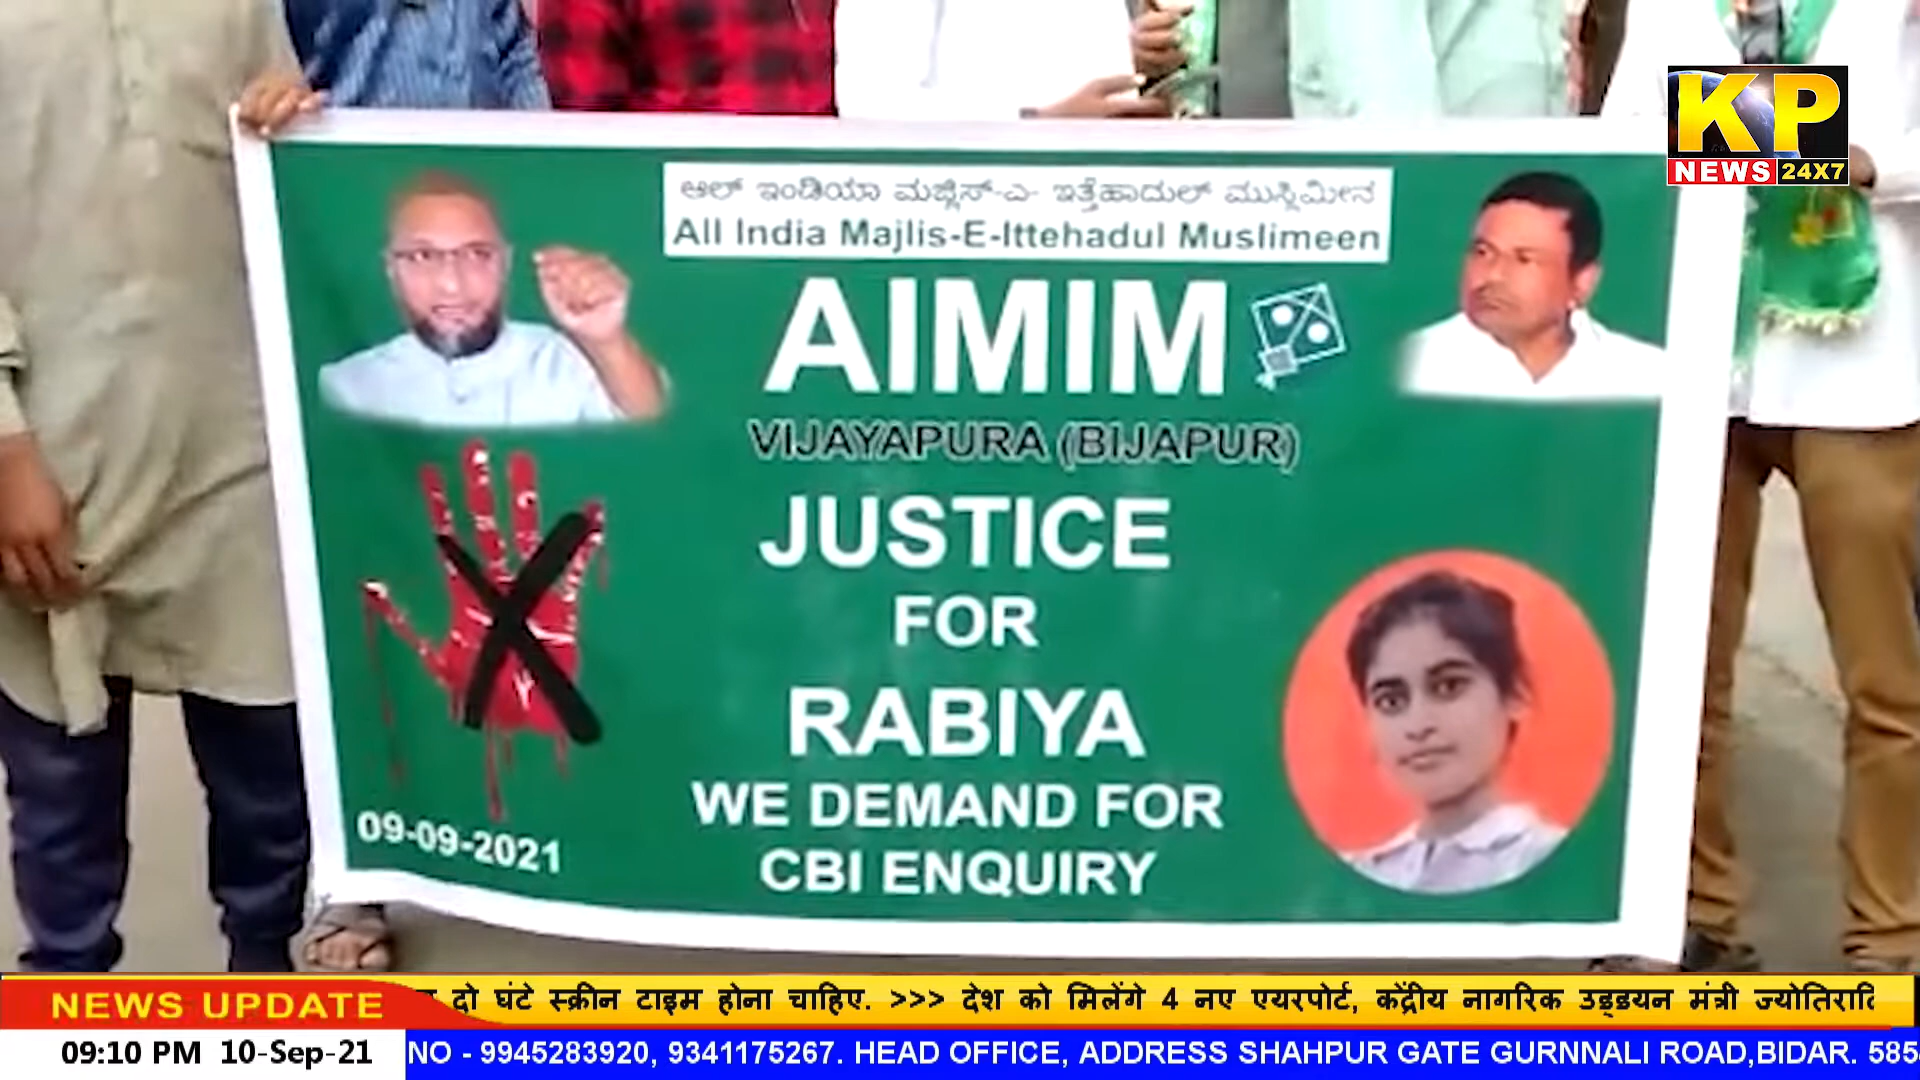 KP
NEWS 24X7
ಆಲ್ ಇಂಡಿಯಾ ಮಜ್ಲಿಸ್-ಎ- ಇತ್ತೆಹಾದುಲ್ ಮುಸ್ಲಿಮೀನ
All India Majlis-E-Ittehadul Muslimeen
AIMIM
VIJAYAPURA (BIJAPUR)
JUSTICE
FOR
RABIYA
WE DEMAND FOR
CBI ENQUIRY
09-09-2021
NEWS UPDATE
दो घंटे स्क्रीन टाइम होना चाहिए. >>> देश को मिलेंगे 4 नए एयरपोर्ट, केंद्रीय नागरिक उड्डयन मंत्री
09:10 PM 10-Sep-21
NO - 9945283920, 9341175267. HEAD OFFICE, ADDRESS SHAHPUR GATE GURNNALI ROAD,BIDAR. 585